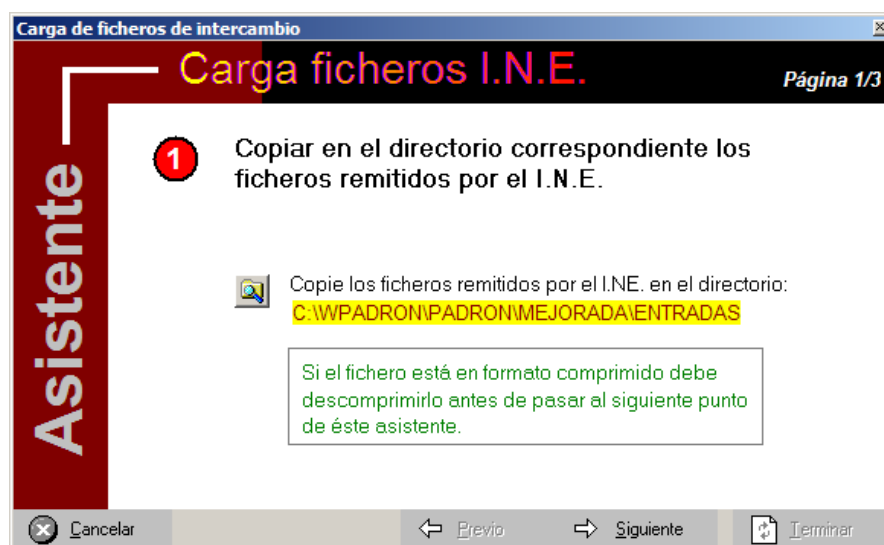 Carga de ficheros de intercambio
Carga ficheros I.N.E.
Página 1/3
Asistente
1
Copiar en el directorio correspondiente los
ficheros remitidos por el I.N.E.
Copie los ficheros remitidos por el I.NE. en el directorio:
C:\WPADRON\PADRON\MEJORADA\ENTRADAS
Si el fichero está en formato comprimido debe
descomprimirlo antes de pasar al siguiente punto
de éste asistente.
Cancelar
Previo
Siguiente
Terminar